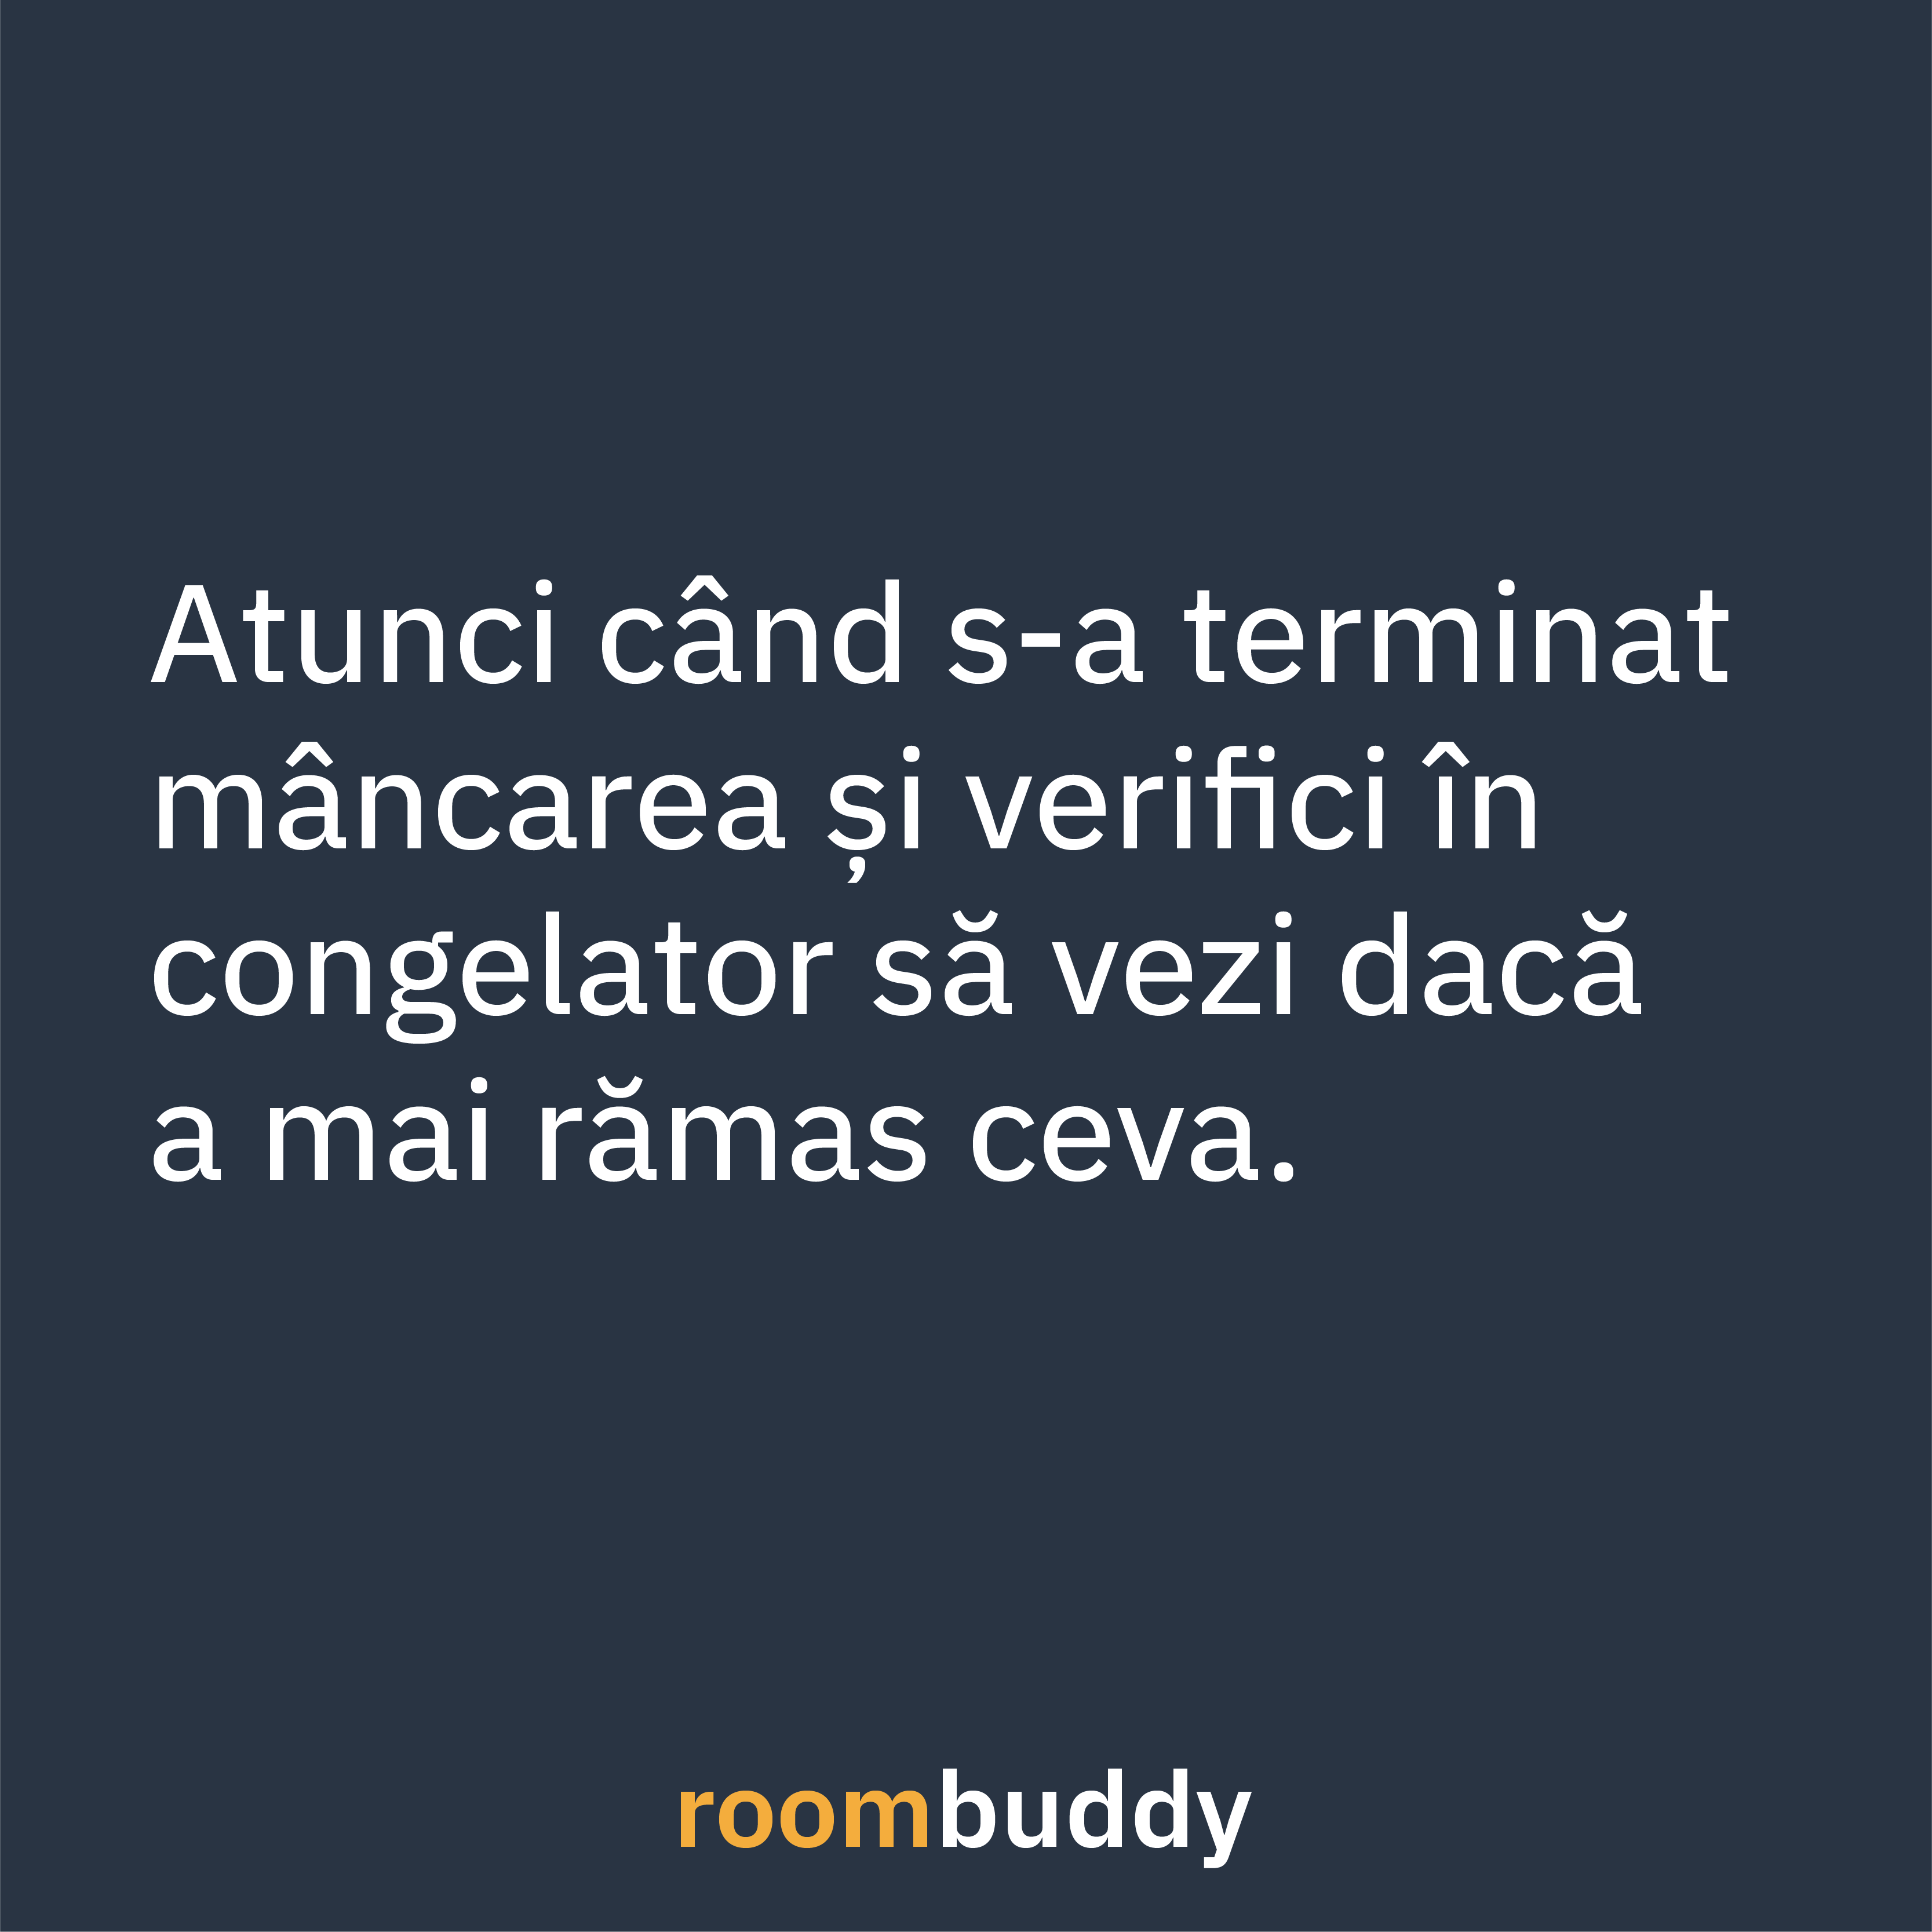 Atunci când s-a terminat
mâncarea și verifici în
congelator să vezi dacă
a mai rămas ceva.
roombuddy